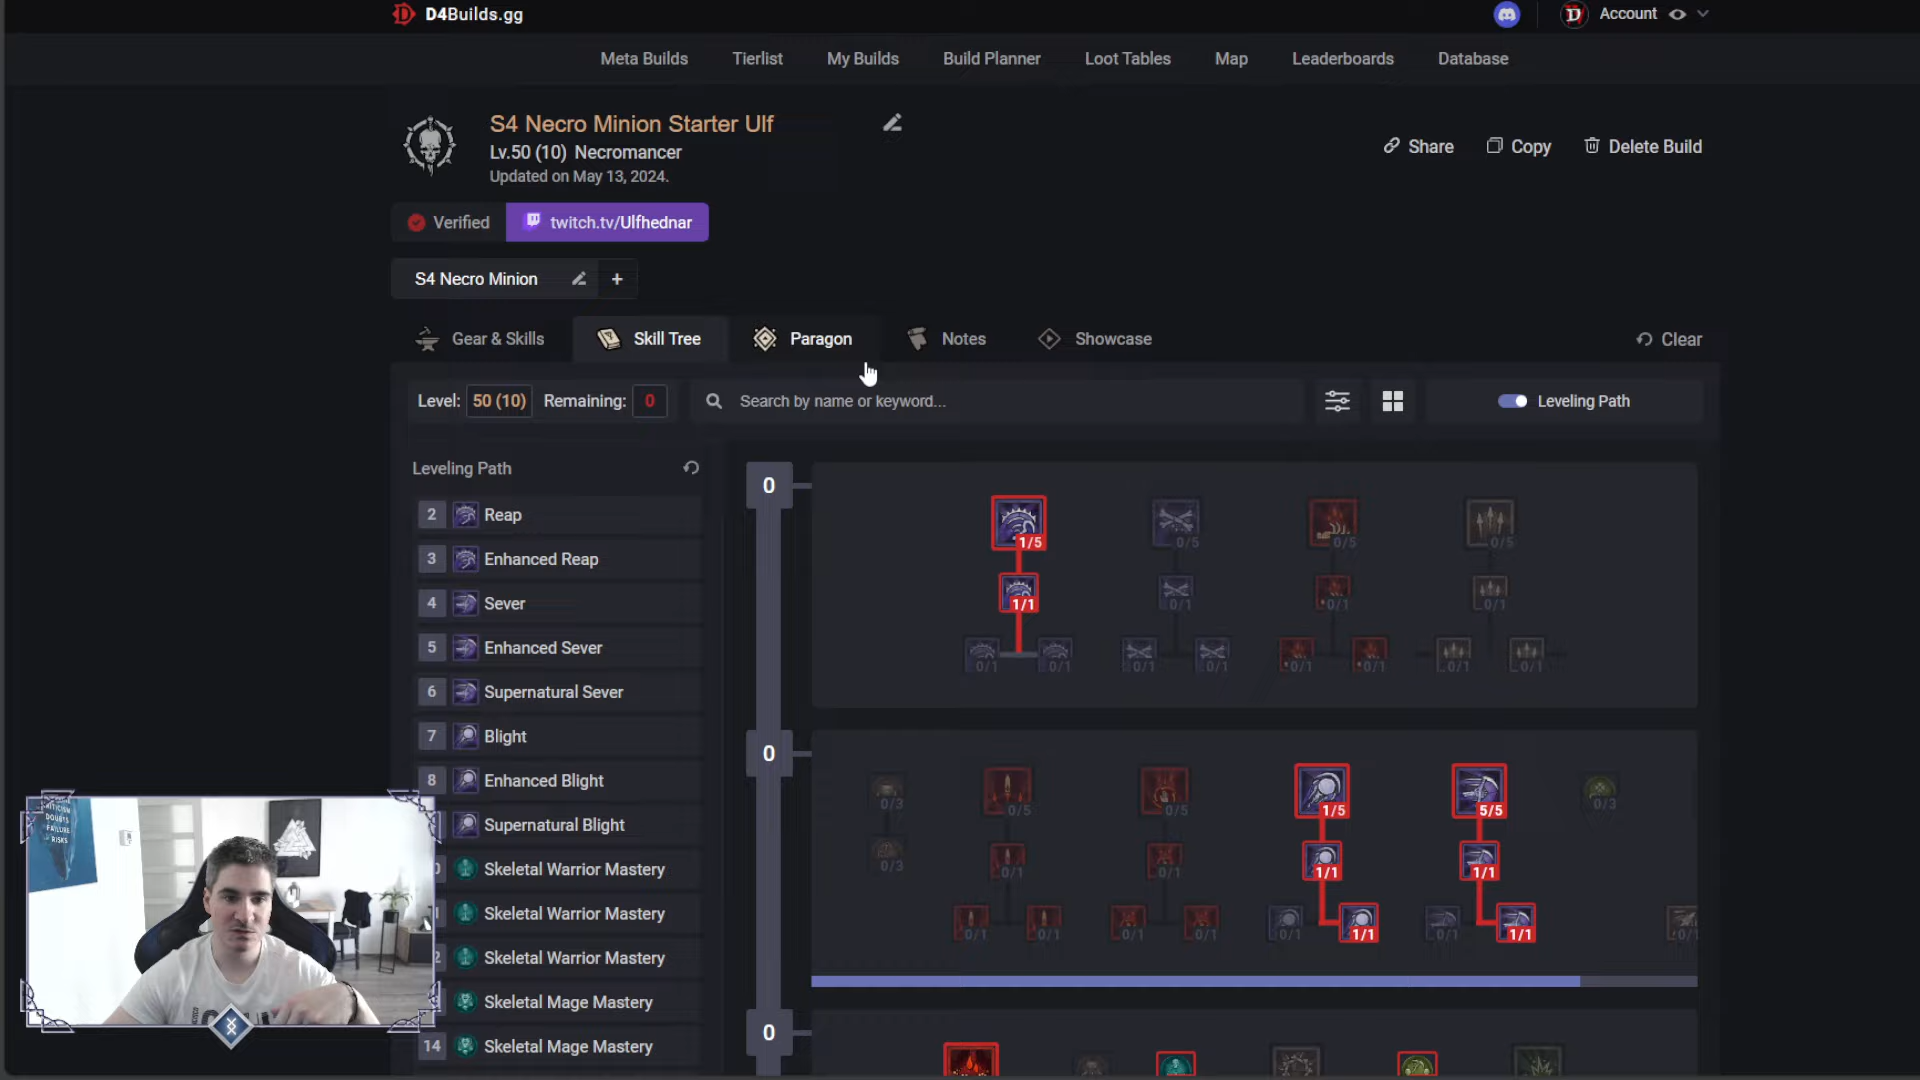 D4Builds.gg
Account
Meta Builds Tierlist My Builds Build Planner Loot Tables Map Leaderboards Database
S4 Necro Minion Starter Ulf
Lv.50 (10) Necromancer
Updated on May 13, 2024.
Share Copy Delete Build
Verified twitch.tv/Ulfhednar
S4 Necro Minion +
Gear & Skills Skill Tree Paragon Notes Showcase Clear
Level: 50 (10) Remaining: 0 Search by name or keyword... Leveling Path
Leveling Path
2 Reap
3 Enhanced Reap
4 Sever
5 Enhanced Sever
6 Supernatural Sever
7 Blight
8 Enhanced Blight
Supernatural Blight
Skeletal Warrior Mastery
Skeletal Warrior Mastery
Skeletal Warrior Mastery
Skeletal Mage Mastery
14 Skeletal Mage Mastery
0
1/5 0/5 0/5 0/5
1/1 0/1 0/1 0/1
0/1 0/1 0/1 0/1 0/1 0/1 0/1 0/1
0
0/3 0/5 0/5 1/5 5/5 0/3
0/3 0/1 0/1 1/1 1/1
0/1 0/1 0/1 0/1 0/1 1/1 0/1 1/1 0/1
0
CRITICISM
DOUBTS
FAILURE
RISKS